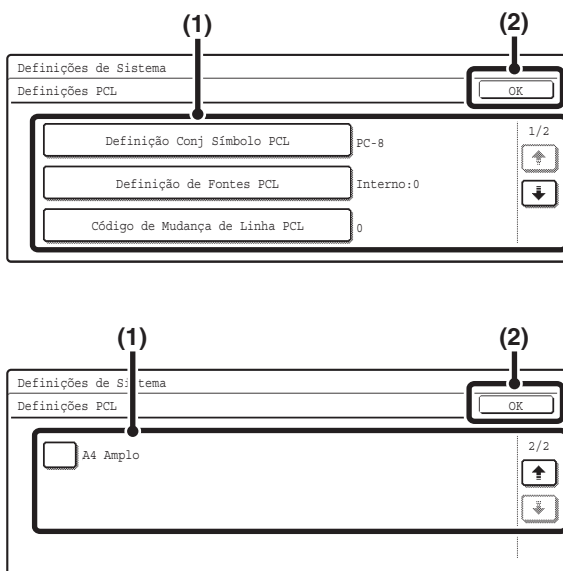 (1) (2)
Definições de Sistema
Definições PCL OK
Definição Conj Símbolo PCL PC-8 1/2
Definição de Fontes PCL Interno:0
Código de Mudança de Linha PCL 0
(1) (2)
Definições de Sistema
Definições PCL OK
A4 Amplo 2/2